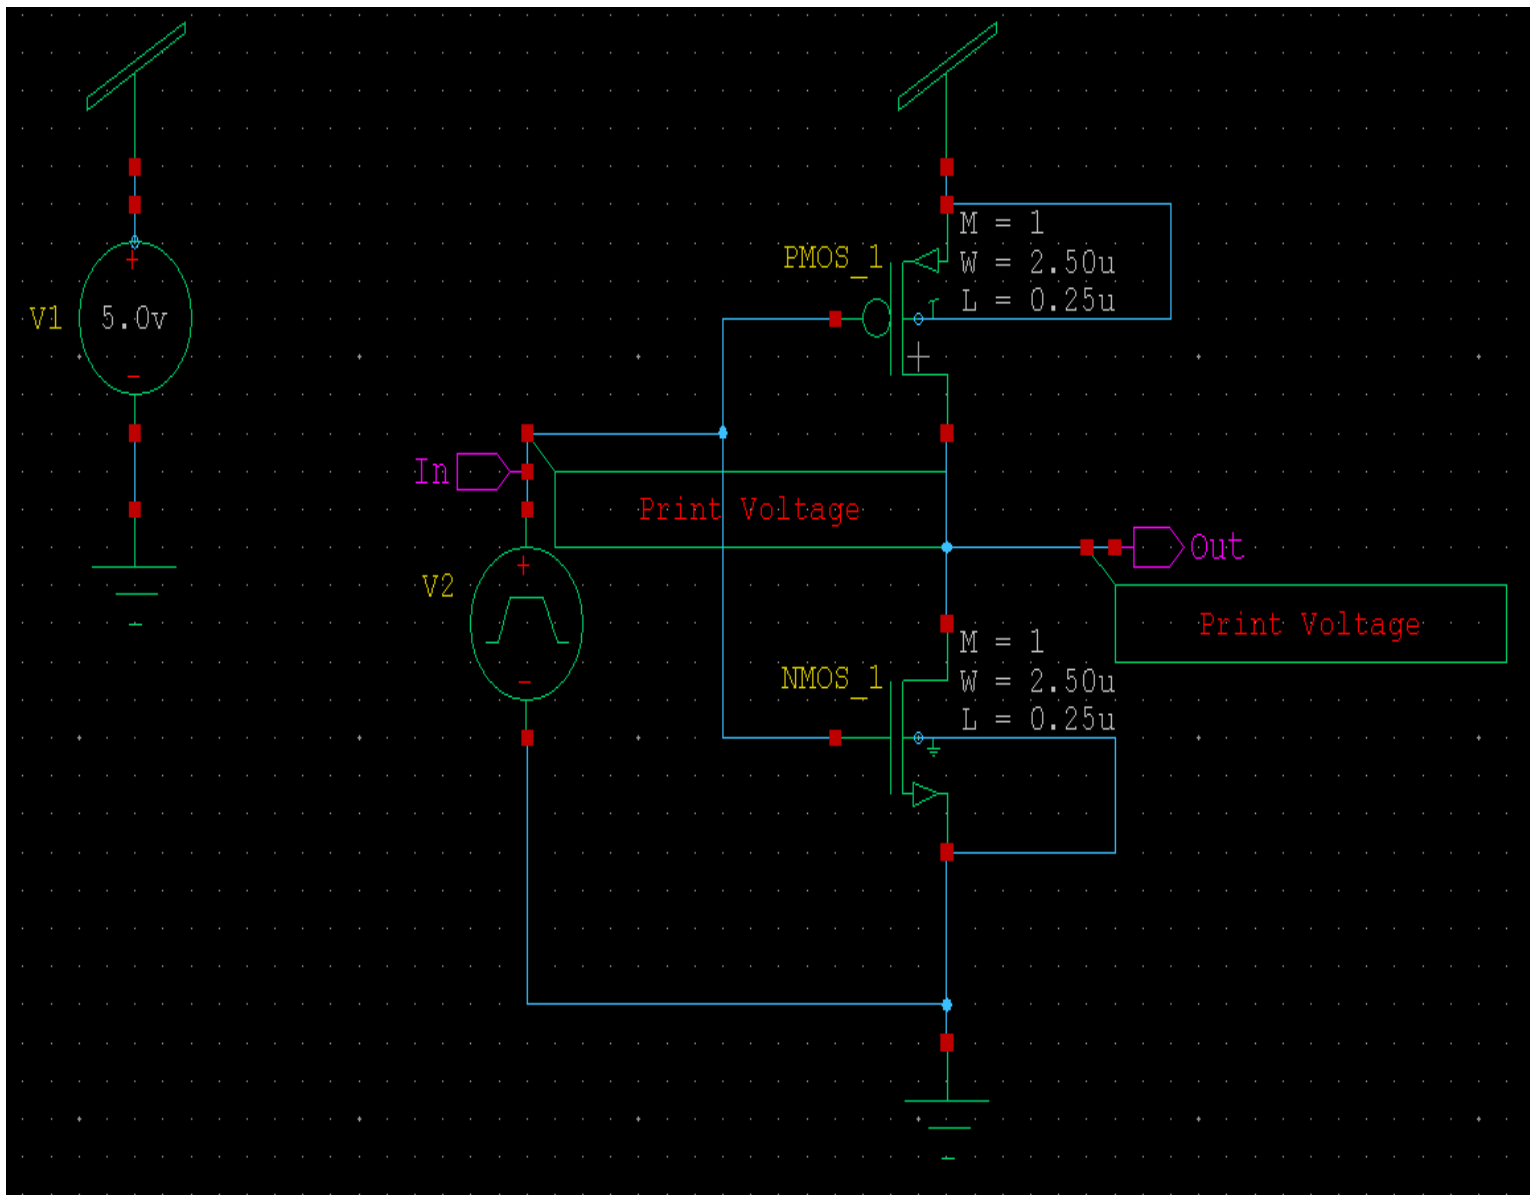 M = 1
PMOS_1
W = 2.50u
L = 0.25u
V1
+
5.0v
-
In
Print Voltage
Out
V2
+
-
Print Voltage
M = 1
NMOS_1
W = 2.50u
L = 0.25u